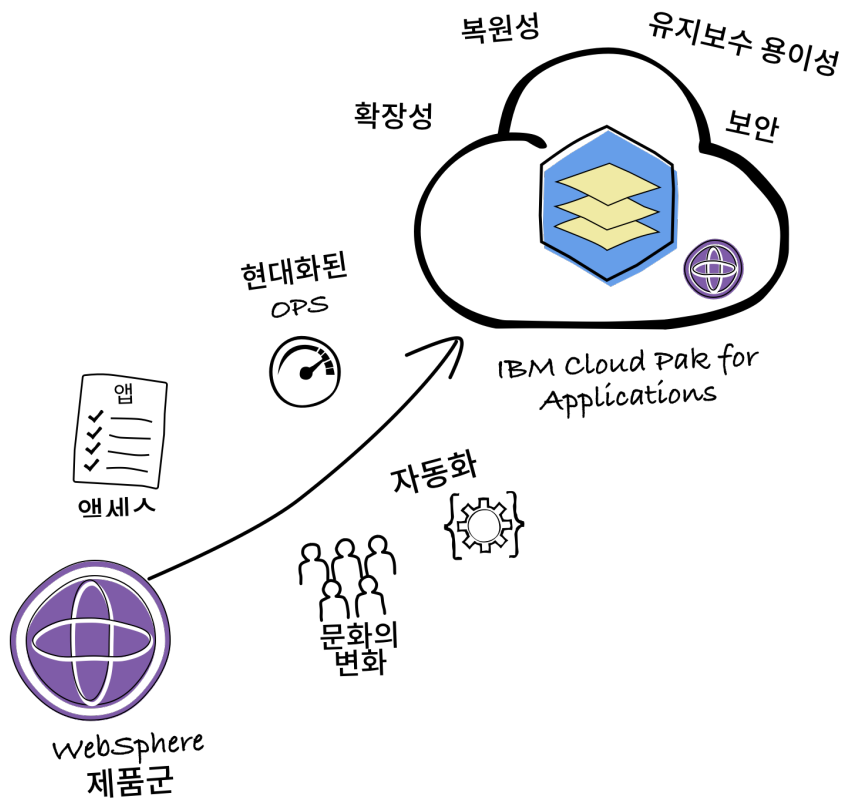 복원성
유지보수 용이성
확장성
보안
현대화된
OPS
IBM Cloud Pak for
Applications
앱
액세스
자동화
문화의
변화
WebSphere
제품군